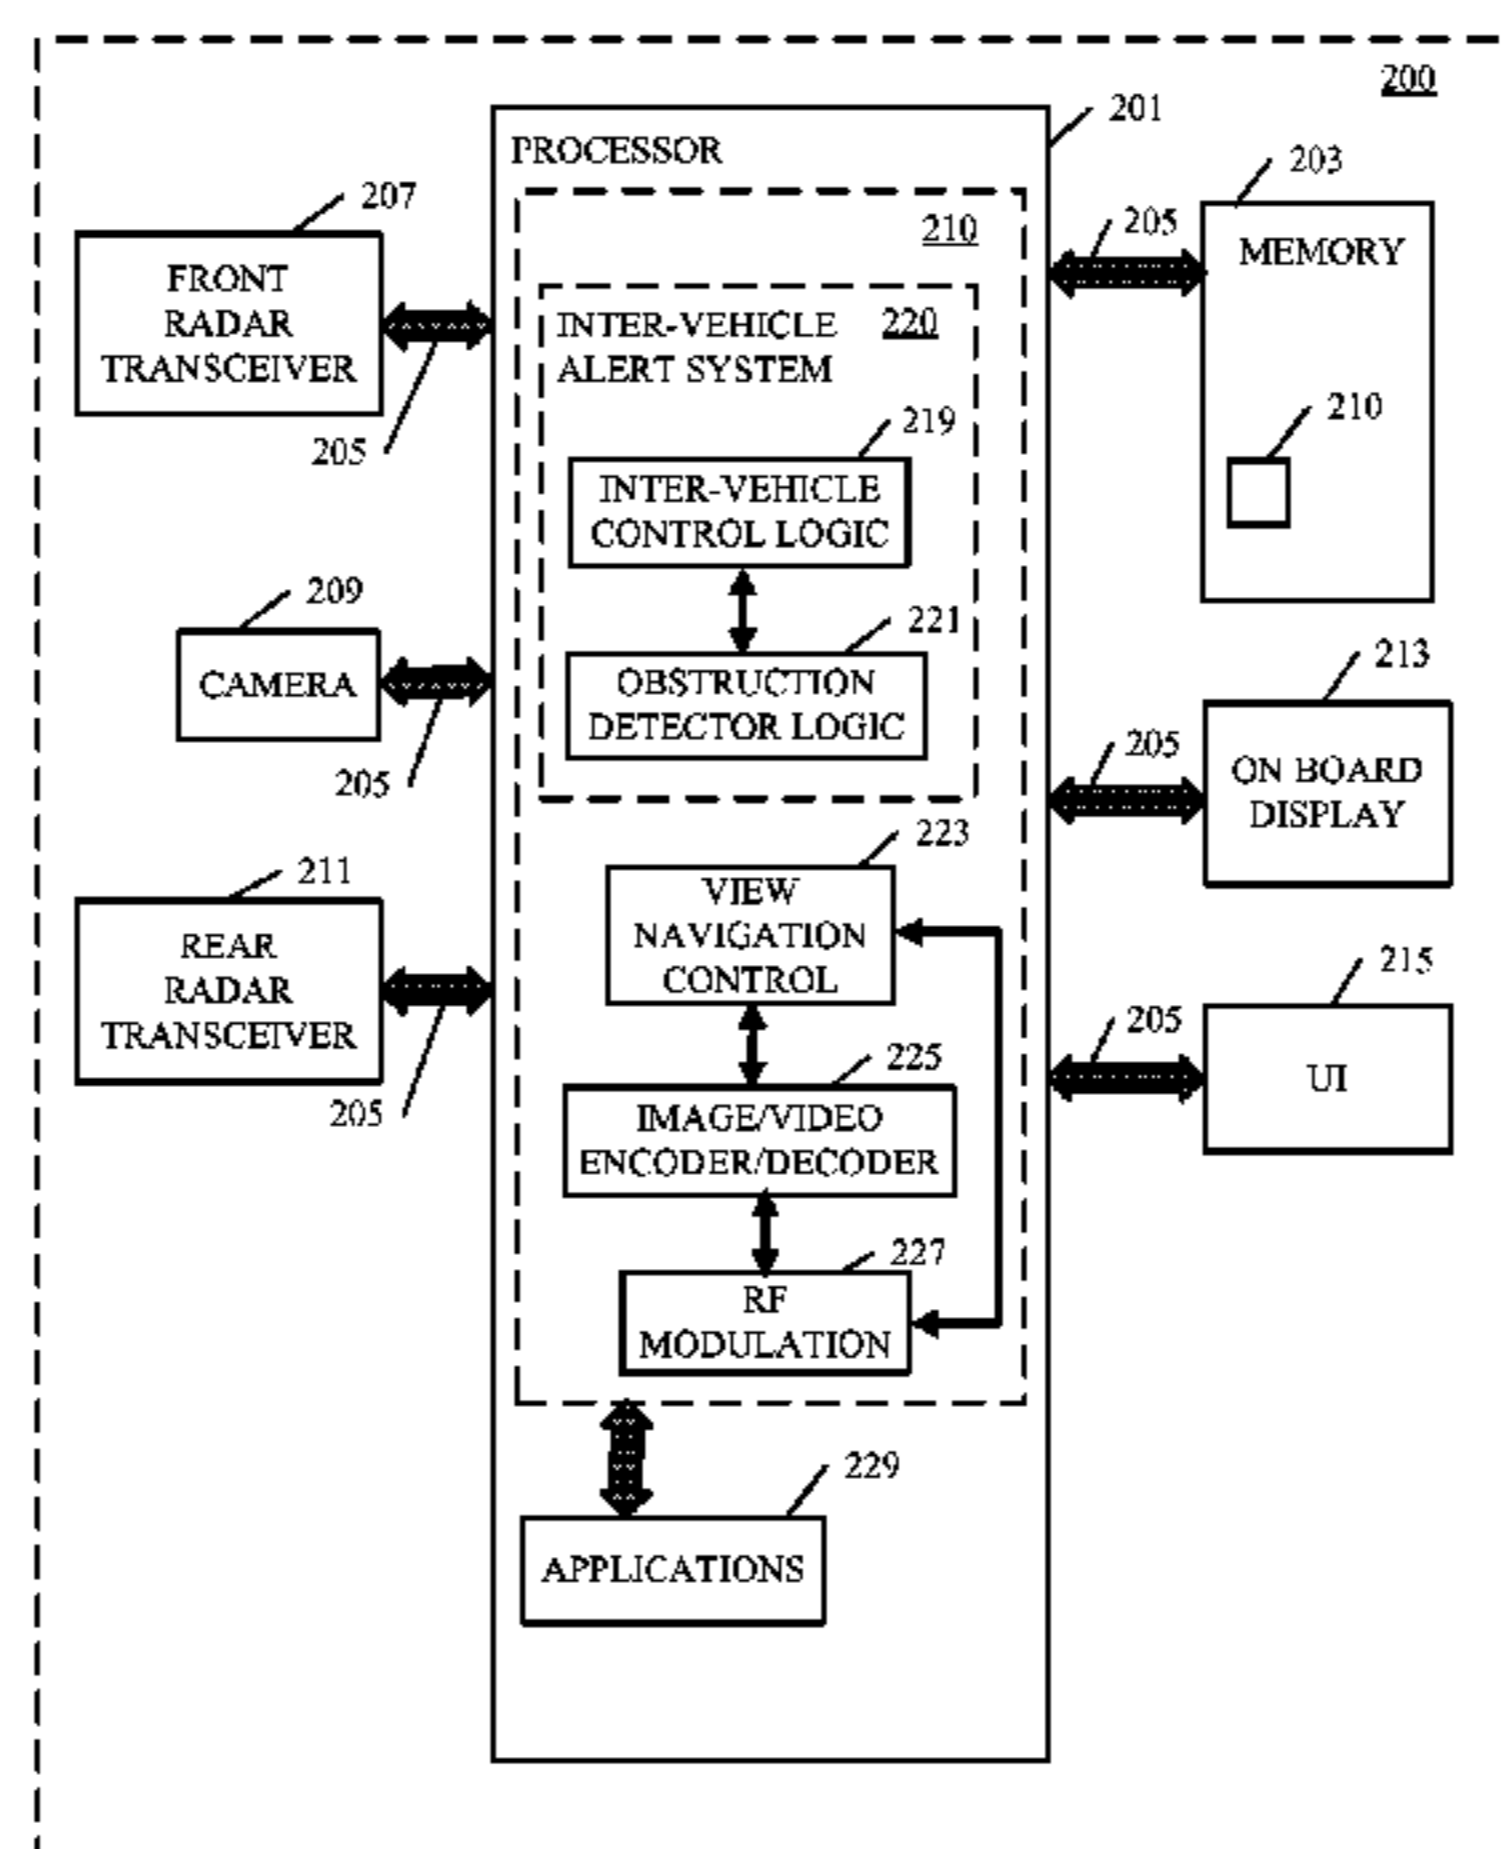 200
201
PROCESSOR
203
MEMORY
207
FRONT
RADAR
TRANSCEIVER
205
210
205
INTER-VEHICLE
ALERT SYSTEM
220
219
INTER-VEHICLE
CONTROL LOGIC
210
209
CAMERA
205
221
OBSTRUCTION
DETECTOR LOGIC
213
ON BOARD
DISPLAY
205
211
REAR
RADAR
TRANSCEIVER
205
223
VIEW
NAVIGATION
CONTROL
215
UI
205
225
IMAGE/VIDEO
ENCODER/DECODER
227
RF
MODULATION
229
APPLICATIONS